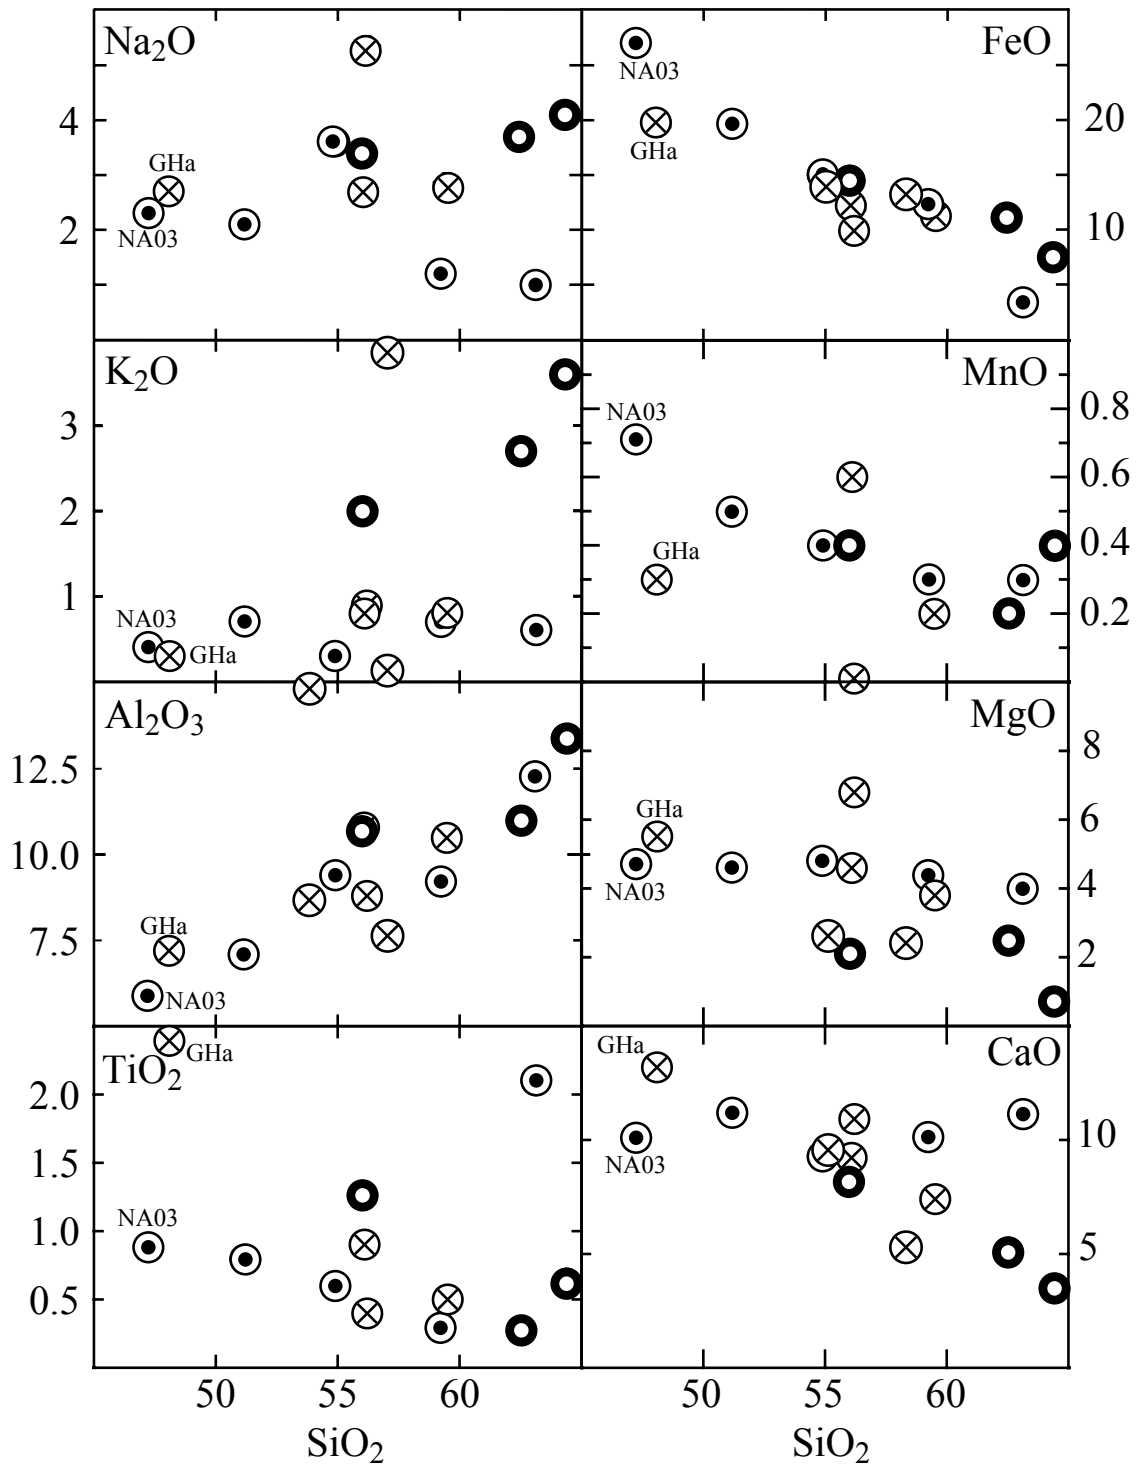 Na₂O
4
2
GHa
NA03
FeO
20
10
NA03
GHa
K₂O
3
2
1
NA03
GHa
MnO
0.8
0.6
0.4
0.2
NA03
GHa
Al₂O₃
12.5
10.0
7.5
GHa
NA03
MgO
8
6
4
2
GHa
NA03
TiO₂
2.0
1.5
1.0
0.5
GHa
NA03
CaO
10
5
GHa
NA03
50 55 60
SiO₂
50 55 60
SiO₂